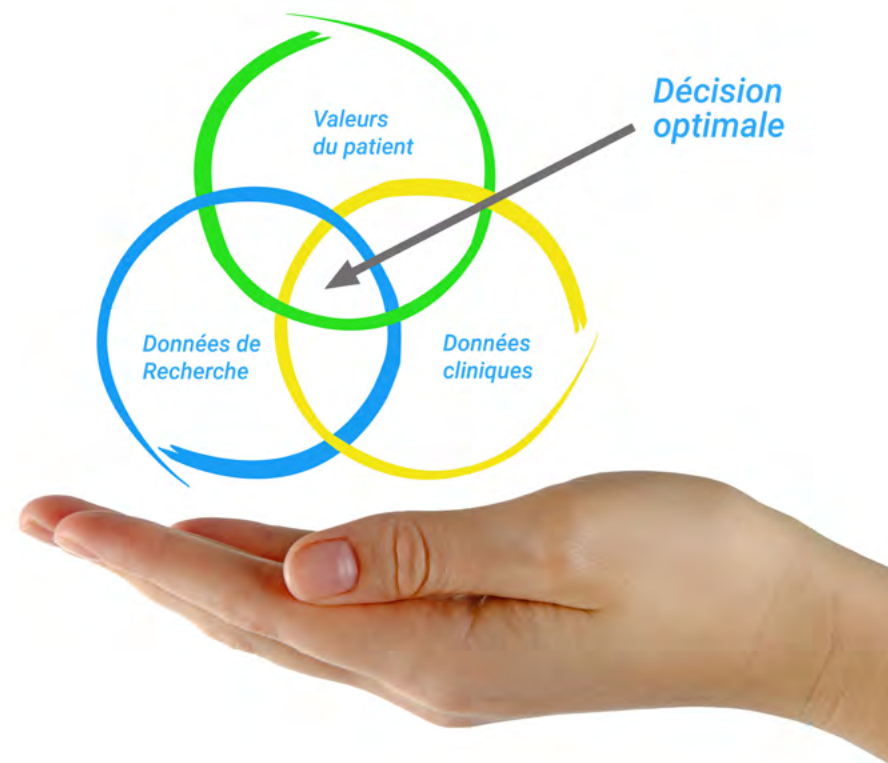 Valeurs
du patient
Décision
optimale
Données de
Recherche
Données
cliniques